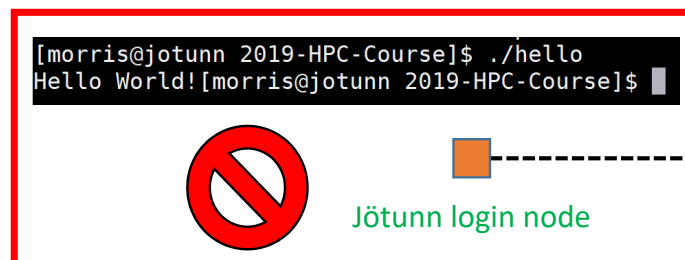 [morris@jotunn 2019-HPC-Course]$ ./hello
Hello World![morris@jotunn 2019-HPC-Course]$
Jötunn login node